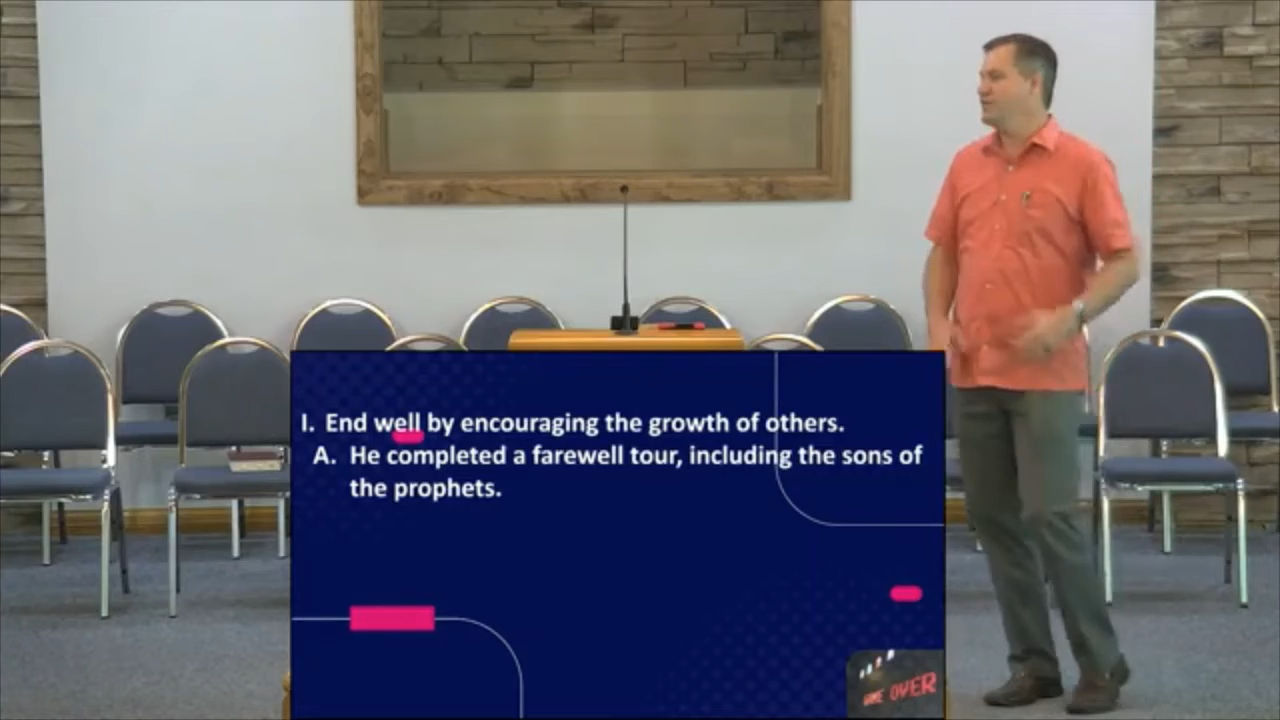 I. End well by encouraging the growth of others.
A. He completed a farewell tour, including the sons of
the prophets.
OVER